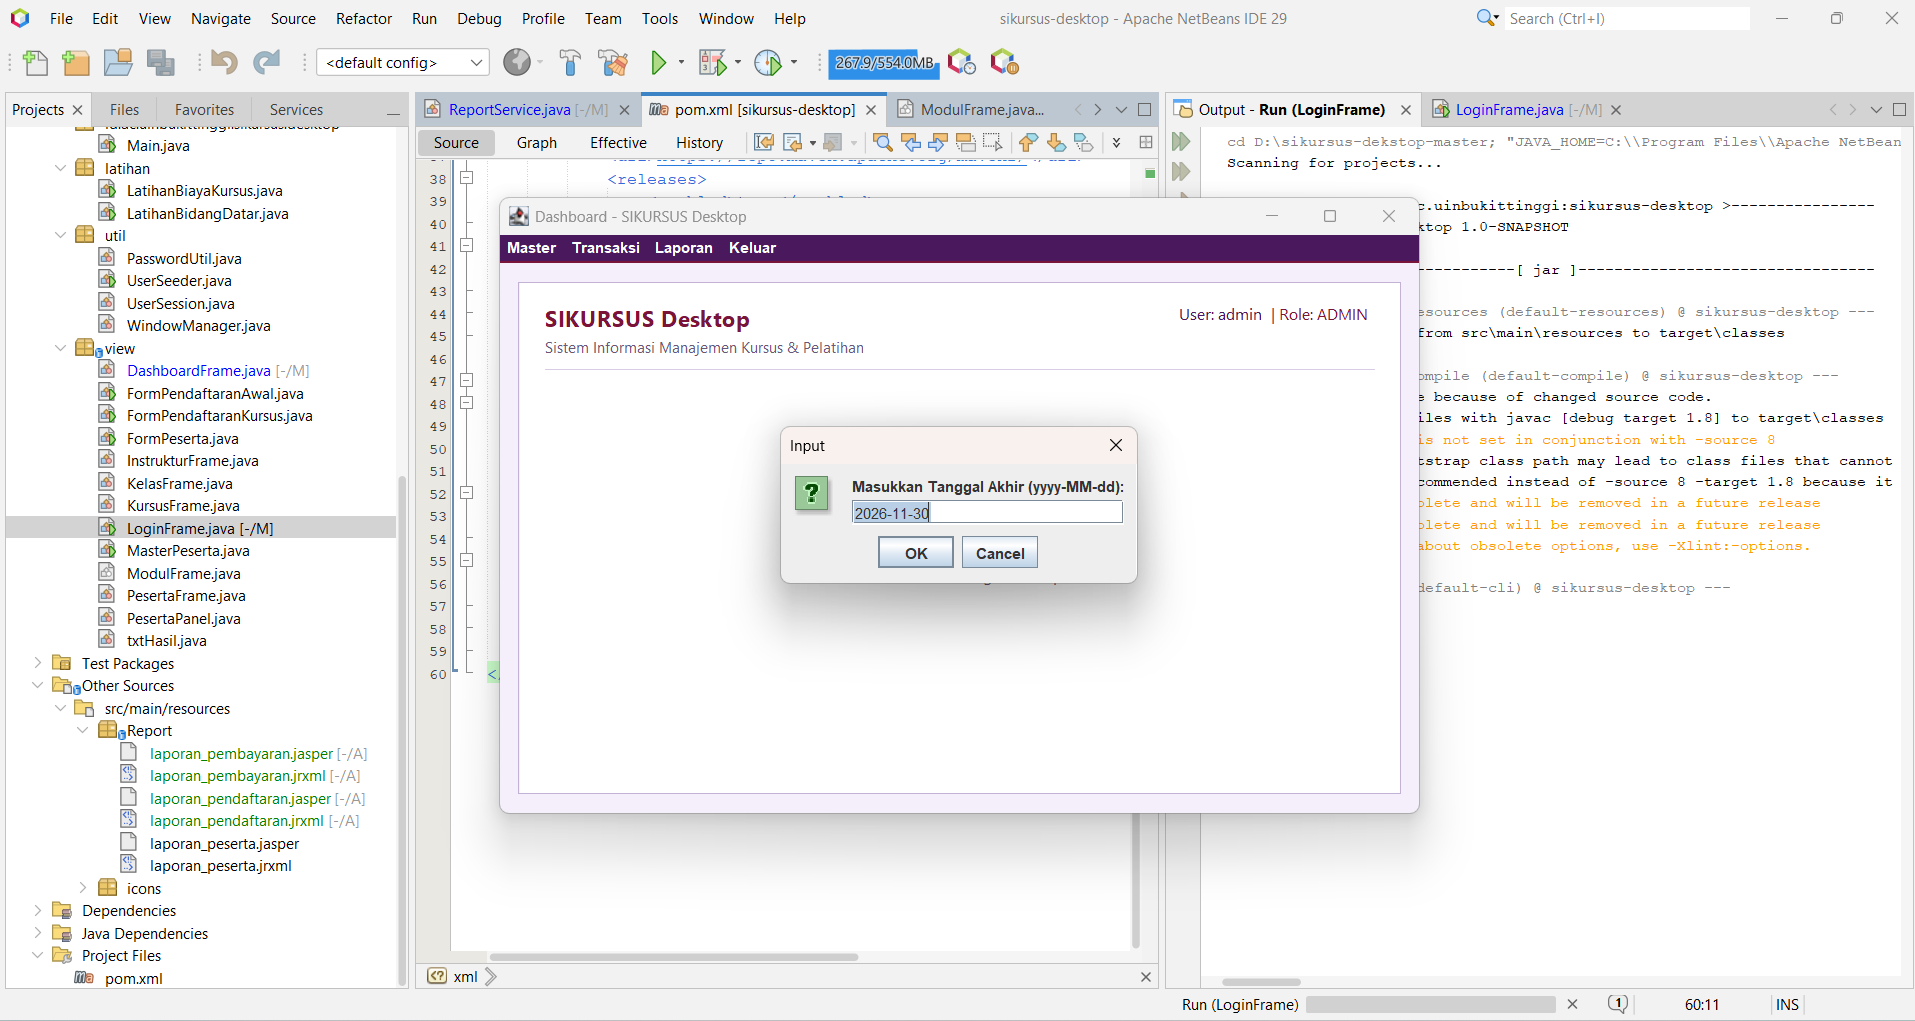 File Edit View Navigate Source Refactor Run Debug Profile Team Tools Window Help
sikursus-desktop - Apache NetBeans IDE 29
Search (Ctrl+I)
<default config>
267.9/554.0MB
Projects Files Favorites Services
Main.java
latihan
LatihanBiayaKursus.java
LatihanBidangDatar.java
util
PasswordUtil.java
UserSeeder.java
UserSession.java
WindowManager.java
view
DashboardFrame.java [-/M]
FormPendaftaranAwal.java
FormPendaftaranKursus.java
FormPeserta.java
InstrukturFrame.java
KelasFrame.java
KursusFrame.java
LoginFrame.java [-/M]
MasterPeserta.java
ModulFrame.java
PesertaFrame.java
PesertaPanel.java
txtHasil.java
Test Packages
Other Sources
src/main/resources
Report
laporan_pembayaran.jasper [-/A]
laporan_pembayaran.jrxml [-/A]
laporan_pendaftaran.jasper [-/A]
laporan_pendaftaran.jrxml [-/A]
laporan_peserta.jasper
laporan_peserta.jrxml
icons
Dependencies
Java Dependencies
Project Files
pom.xml
ReportService.java [-/M]
pom.xml [sikursus-desktop]
ModulFrame.java...
Source Graph Effective History
38 <releases>
39
40
41
42
43
44
45
46
47
48
49
50
51
52
53
54
55
56
57
58
59
60 <
xml
Dashboard - SIKURSUS Desktop
Master Transaksi Laporan Keluar
SIKURSUS Desktop
User: admin | Role: ADMIN
Sistem Informasi Manajemen Kursus & Pelatihan
Input
Masukkan Tanggal Akhir (yyyy-MM-dd):
2026-11-30
OK Cancel
Output - Run (LoginFrame)
LoginFrame.java [-/M]
cd D:\sikursus-dekstop-master; "JAVA_HOME=C:\\Program Files\\Apache NetBean
Scanning for projects...
c.uinbukittinggi:sikursus-desktop >-----------------
ktop 1.0-SNAPSHOT
------------[ jar ]---------------------------------
esources (default-resources) @ sikursus-desktop ---
from src\main\resources to target\classes
ompile (default-compile) @ sikursus-desktop ---
e because of changed source code.
iles with javac [debug target 1.8] to target\classes
is not set in conjunction with -source 8
tstrap class path may lead to class files that cannot
commended instead of -source 8 -target 1.8 because it
olete and will be removed in a future release
olete and will be removed in a future release
about obsolete options, use -Xlint:-options.
default-cli) @ sikursus-desktop ---
Run (LoginFrame)
1
60:11
INS